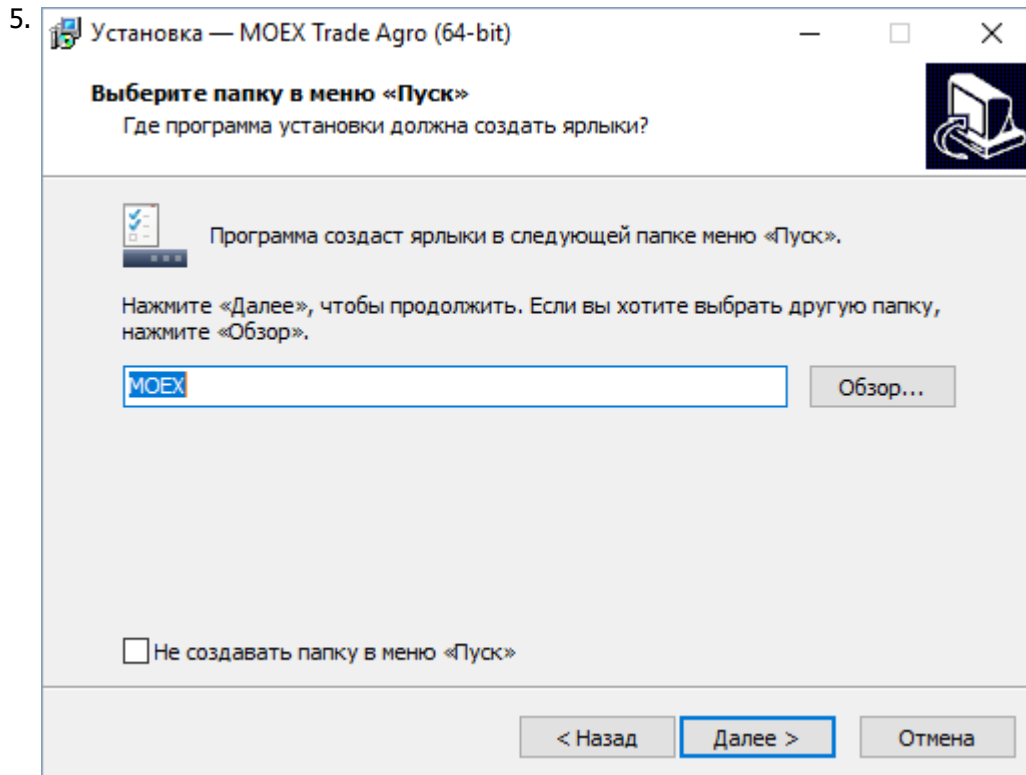 5.
Установка — MOEX Trade Agro (64-bit)
Выберите папку в меню «Пуск»
Где программа установки должна создать ярлыки?
Программа создаст ярлыки в следующей папке меню «Пуск».
Нажмите «Далее», чтобы продолжить. Если вы хотите выбрать другую папку,
нажмите «Обзор».
MOEX
Обзор...
Не создавать папку в меню «Пуск»
< Назад
Далее >
Отмена